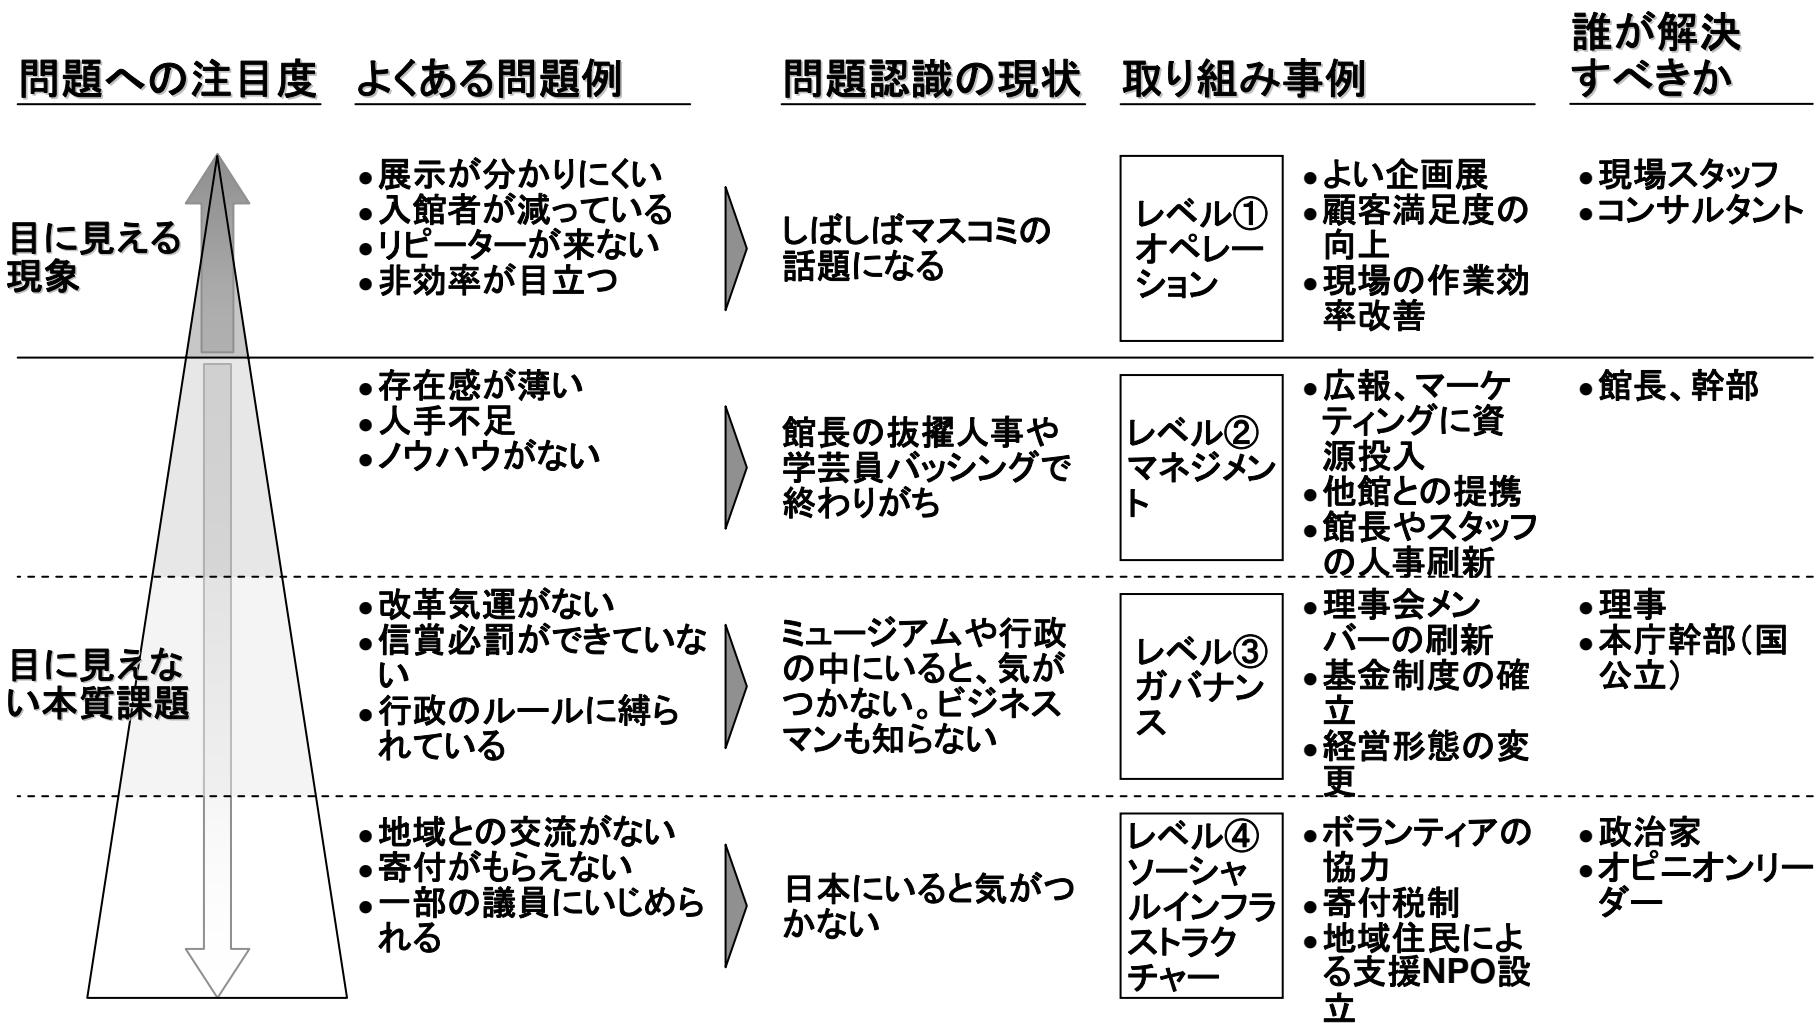 問題への注目度
よくある問題例
問題認識の現状
取り組み事例
誰が解決
すべきか
目に見える
現象
●展示が分かりにくい
●入館者が減っている
●リピーターが来ない
●非効率が目立つ
しばしばマスコミの
話題になる
レベル①
オペレー
ション
●よい企画展
●顧客満足度の
向上
●現場の作業効
率改善
●現場スタッフ
●コンサルタント
●存在感が薄い
●人手不足
●ノウハウがない
館長の抜擢人事や
学芸員バッシングで
終わりがち
レベル②
マネジメン
ト
●広報、マーケ
ティングに資
源投入
●他館との提携
●館長やスタッフ
の人事刷新
●館長、幹部
目に見えな
い本質課題
●改革気運がない
●信賞必罰ができていな
い
●行政のルールに縛ら
れている
ミュージアムや行政
の中にいると、気が
つかない。ビジネス
マンも知らない
レベル③
ガバナン
ス
●理事会メン
バーの刷新
●基金制度の確
立
●経営形態の変
更
●理事
●本庁幹部（国
公立）
●地域との交流がない
●寄付がもらえない
●一部の議員にいじめら
れる
日本にいると気がつ
かない
レベル④
ソーシャ
ルインフラ
ストラク
チャー
●ボランティアの
協力
●寄付税制
●地域住民によ
る支援NPO設
立
●政治家
●オピニオンリー
ダー